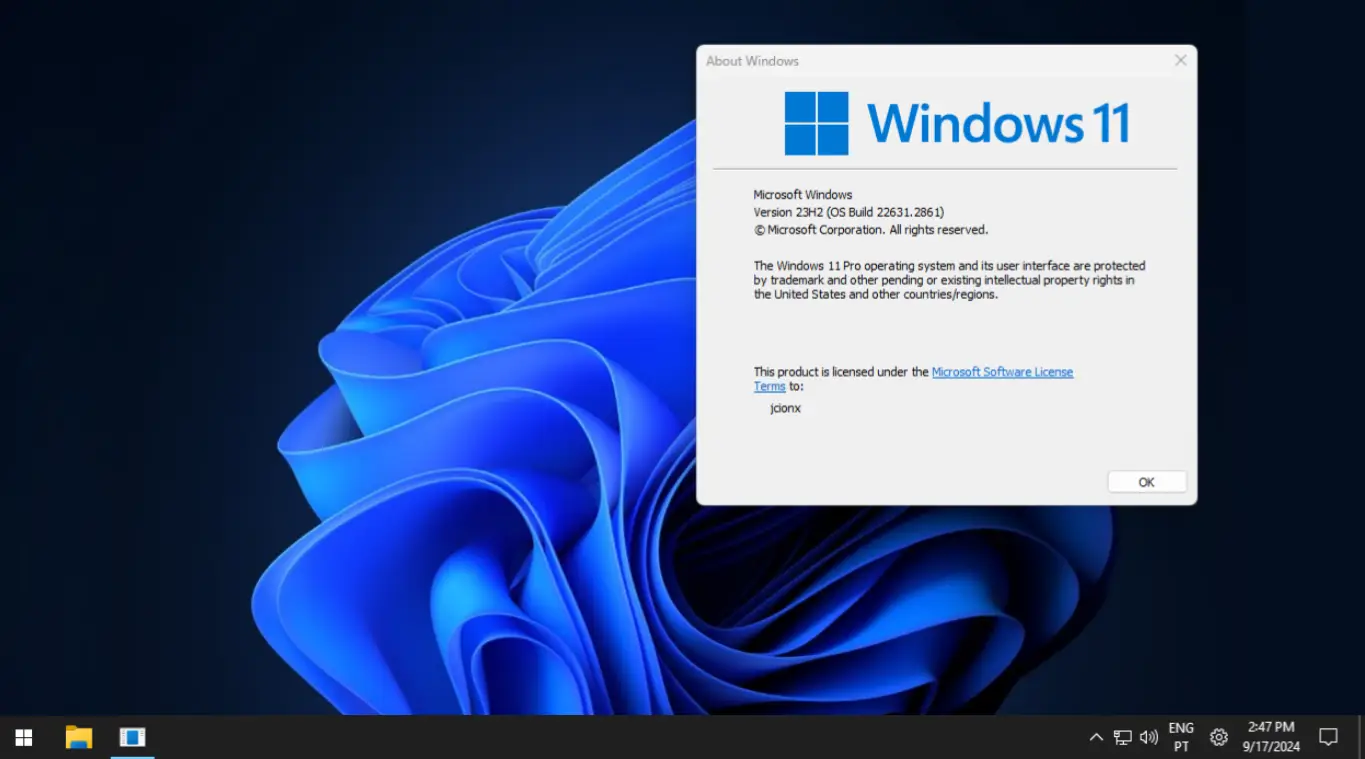 About Windows
Windows 11
Microsoft Windows
Version 23H2 (OS Build 22631.2861)
© Microsoft Corporation. All rights reserved.
The Windows 11 Pro operating system and its user interface are protected
by trademark and other pending or existing intellectual property rights in
the United States and other countries/regions.
This product is licensed under the Microsoft Software License
Terms to:
jcionx
OK
ENG
PT
2:47 PM
9/17/2024